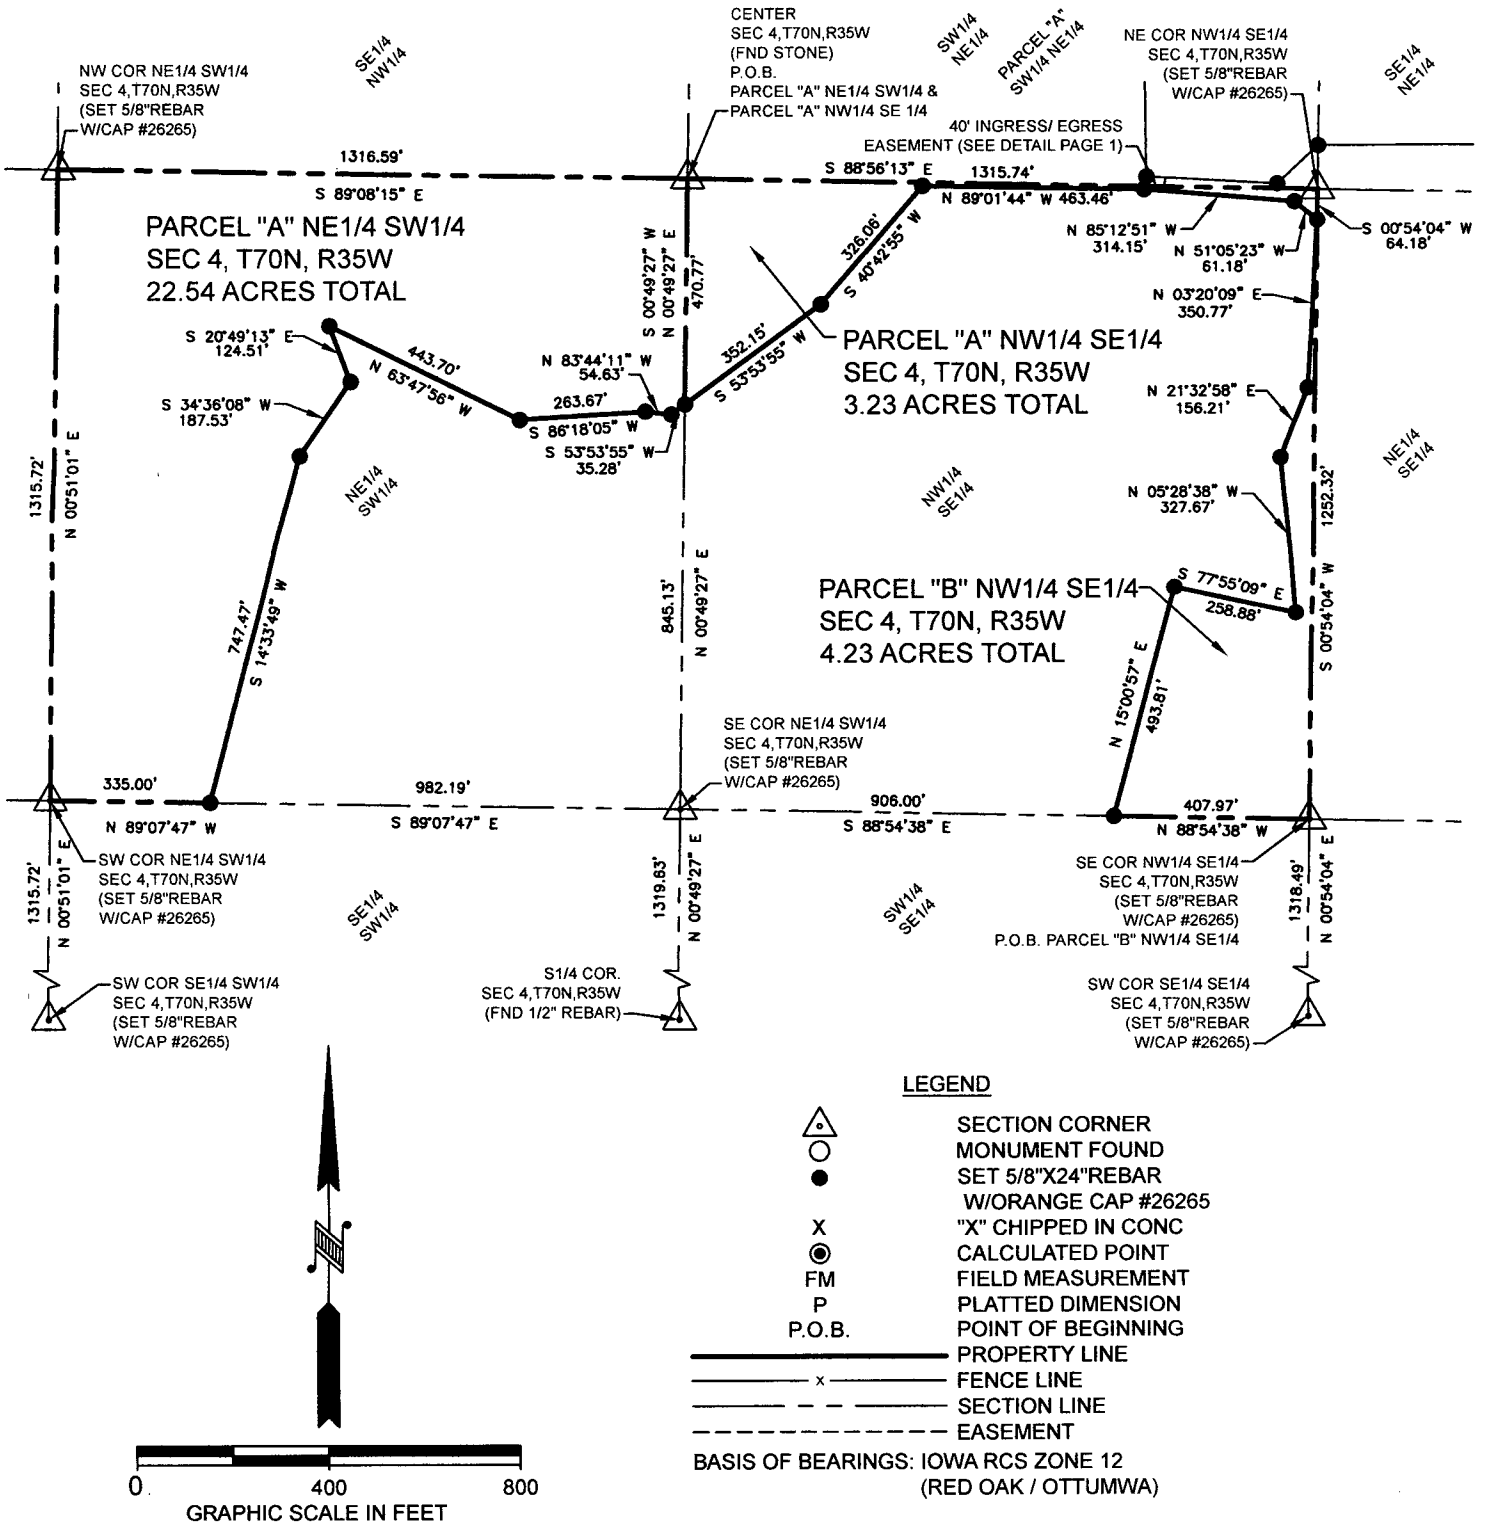 SE1/4
NW1/4
CENTER
SEC 4,T70N,R35W
(FND STONE)
P.O.B.
PARCEL "A" NE1/4 SW1/4 &
PARCEL "A" NW1/4 SE 1/4
SW1/4
NE1/4
PARCEL "A"
SW1/4 NE1/4
NE COR NW1/4 SE1/4
SEC 4,T70N,R35W
(SET 5/8"REBAR
W/CAP #26265)
SE1/4
NE1/4
NW COR NE1/4 SW1/4
SEC 4,T70N,R35W
(SET 5/8"REBAR
W/CAP #26265)
40' INGRESS/ EGRESS
EASEMENT (SEE DETAIL PAGE 1)
1316.59'
S 89°08'15" E
S 88°56'13" E
1315.74'
N 89°01'44" W 463.46'
N 85°12'51" W
314.15'
N 51°05'23" W
61.18'
S 00°54'04" W
64.18'
PARCEL "A" NE1/4 SW1/4
SEC 4, T70N, R35W
22.54 ACRES TOTAL
S 00°49'27" W
N 00°49'27" E
470.77'
326.06'
S 40°42'55" W
N 03°20'09" E
350.77'
S 20°49'13" E
124.51'
443.70'
N 63°47'56" W
N 83°44'11" W
54.63'
352.15'
S 53°53'55" W
PARCEL "A" NW1/4 SE1/4
SEC 4, T70N, R35W
3.23 ACRES TOTAL
S 34°36'08" W
187.53'
263.67'
S 86°18'05" W
S 53°53'55" W
35.28'
N 21°32'58" E
156.21'
1315.72'
N 00°51'01" E
NE1/4
SW1/4
NW1/4
SE1/4
NE1/4
SE1/4
N 05°28'38" W
327.67'
1252.32'
S 00°54'04" W
747.47'
S 14°33'49" W
845.13'
N 00°49'27" E
PARCEL "B" NW1/4 SE1/4
SEC 4, T70N, R35W
4.23 ACRES TOTAL
S 77°55'09" E
258.88'
N 15°00'57" E
493.81'
SE COR NE1/4 SW1/4
SEC 4,T70N,R35W
(SET 5/8"REBAR
W/CAP #26265)
335.00'
N 89°07'47" W
982.19'
S 89°07'47" E
906.00'
S 88°54'38" E
407.97'
N 88°54'38" W
SW COR NE1/4 SW1/4
SEC 4,T70N,R35W
(SET 5/8"REBAR
W/CAP #26265)
1315.72'
N 00°51'01" E
SE1/4
SW1/4
1319.63'
N 00°49'27" E
SW1/4
SE1/4
SE COR NW1/4 SE1/4
SEC 4,T70N,R35W
(SET 5/8"REBAR
W/CAP #26265)
P.O.B. PARCEL "B" NW1/4 SE1/4
1318.49'
N 00°54'04" E
SW COR SE1/4 SW1/4
SEC 4,T70N,R35W
(SET 5/8"REBAR
W/CAP #26265)
S1/4 COR.
SEC 4,T70N,R35W
(FND 1/2" REBAR)
SW COR SE1/4 SE1/4
SEC 4,T70N,R35W
(SET 5/8"REBAR
W/CAP #26265)
LEGEND
SECTION CORNER
MONUMENT FOUND
SET 5/8"X24"REBAR
W/ORANGE CAP #26265
X "X" CHIPPED IN CONC
CALCULATED POINT
FM FIELD MEASUREMENT
P PLATTED DIMENSION
P.O.B. POINT OF BEGINNING
PROPERTY LINE
x FENCE LINE
SECTION LINE
EASEMENT
BASIS OF BEARINGS: IOWA RCS ZONE 12
(RED OAK / OTTUMWA)
0 400 800
GRAPHIC SCALE IN FEET